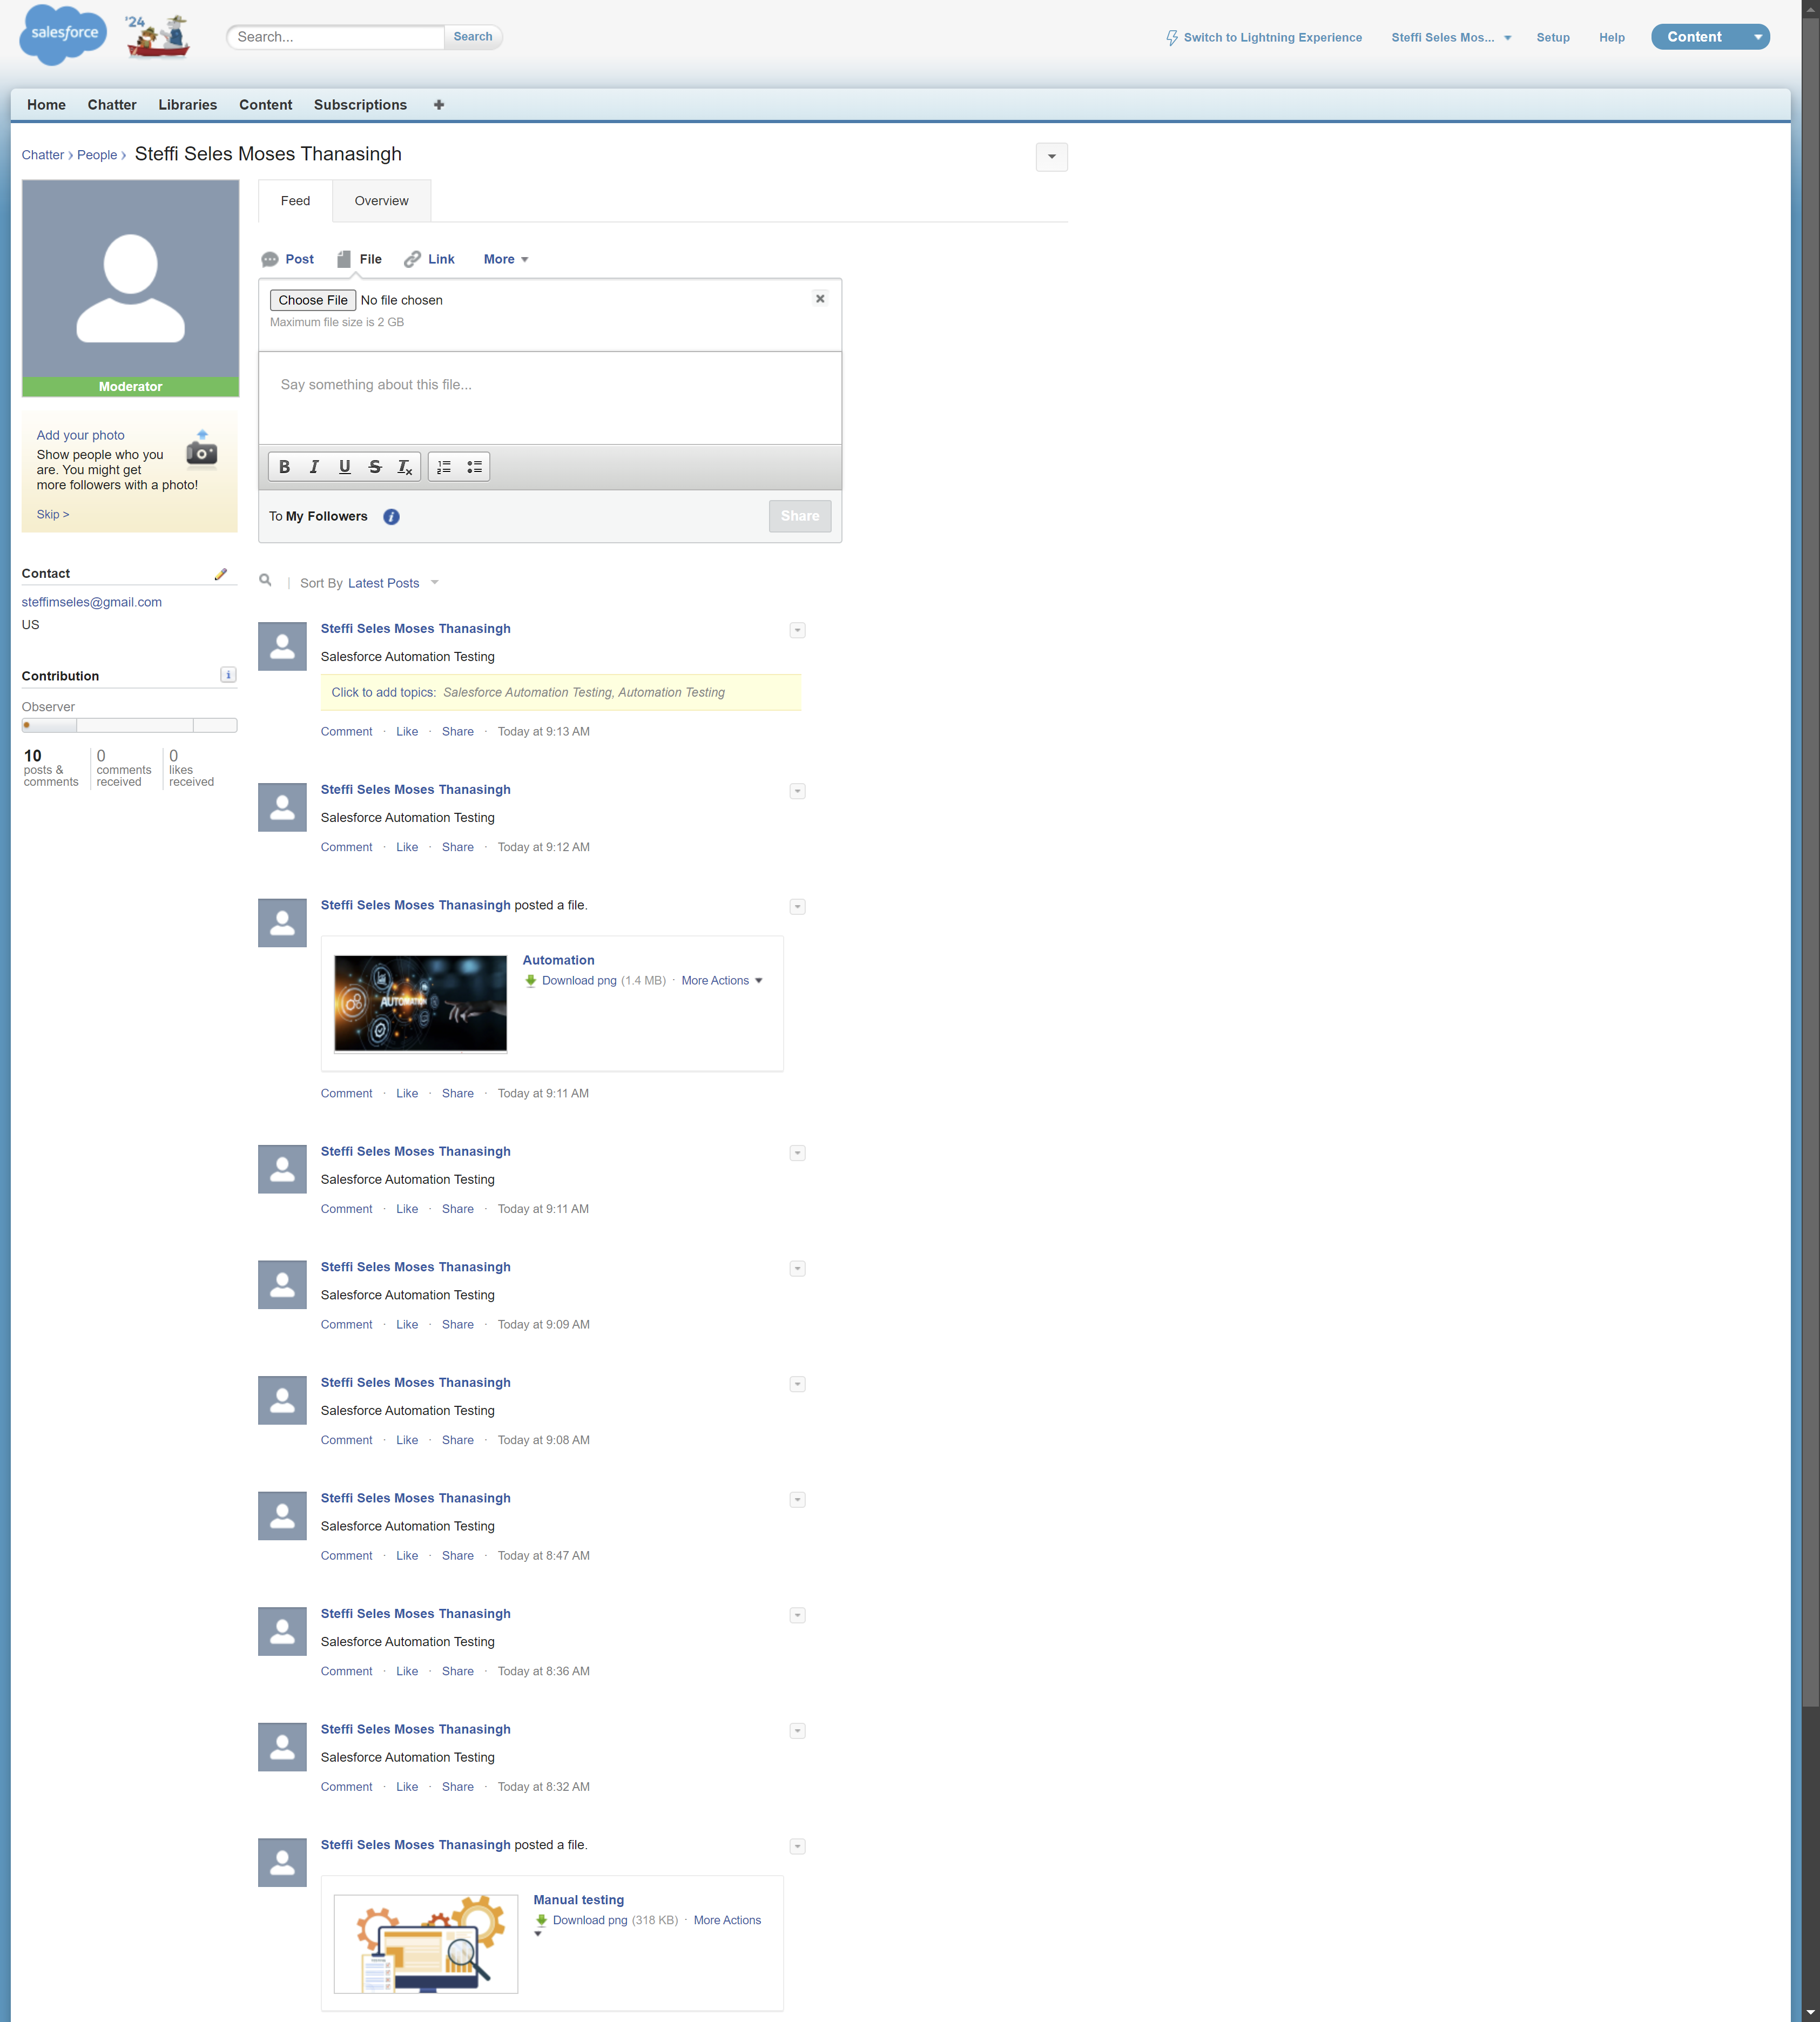 salesforce
'24
Search...
Search
Switch to Lightning Experience
Steffi Seles Mos...
Setup
Help
Content
Home
Chatter
Libraries
Content
Subscriptions
Chatter › People › Steffi Seles Moses Thanasingh
Moderator
Add your photo
Show people who you
are. You might get
more followers with a photo!
Skip >
Contact
steffimseles@gmail.com
US
Contribution
Observer
10
posts &
comments
0
comments
received
0
likes
received
Feed
Overview
Post
File
Link
More
Choose File No file chosen
Maximum file size is 2 GB
Say something about this file...
To My Followers
Share
Sort By Latest Posts
Steffi Seles Moses Thanasingh
Salesforce Automation Testing
Click to add topics: Salesforce Automation Testing, Automation Testing
Comment · Like · Share · Today at 9:13 AM
Steffi Seles Moses Thanasingh
Salesforce Automation Testing
Comment · Like · Share · Today at 9:12 AM
Steffi Seles Moses Thanasingh posted a file.
AUTOMATION
Automation
Download png (1.4 MB) · More Actions
Comment · Like · Share · Today at 9:11 AM
Steffi Seles Moses Thanasingh
Salesforce Automation Testing
Comment · Like · Share · Today at 9:11 AM
Steffi Seles Moses Thanasingh
Salesforce Automation Testing
Comment · Like · Share · Today at 9:09 AM
Steffi Seles Moses Thanasingh
Salesforce Automation Testing
Comment · Like · Share · Today at 9:08 AM
Steffi Seles Moses Thanasingh
Salesforce Automation Testing
Comment · Like · Share · Today at 8:47 AM
Steffi Seles Moses Thanasingh
Salesforce Automation Testing
Comment · Like · Share · Today at 8:36 AM
Steffi Seles Moses Thanasingh
Salesforce Automation Testing
Comment · Like · Share · Today at 8:32 AM
Steffi Seles Moses Thanasingh posted a file.
Manual testing
Download png (318 KB) · More Actions